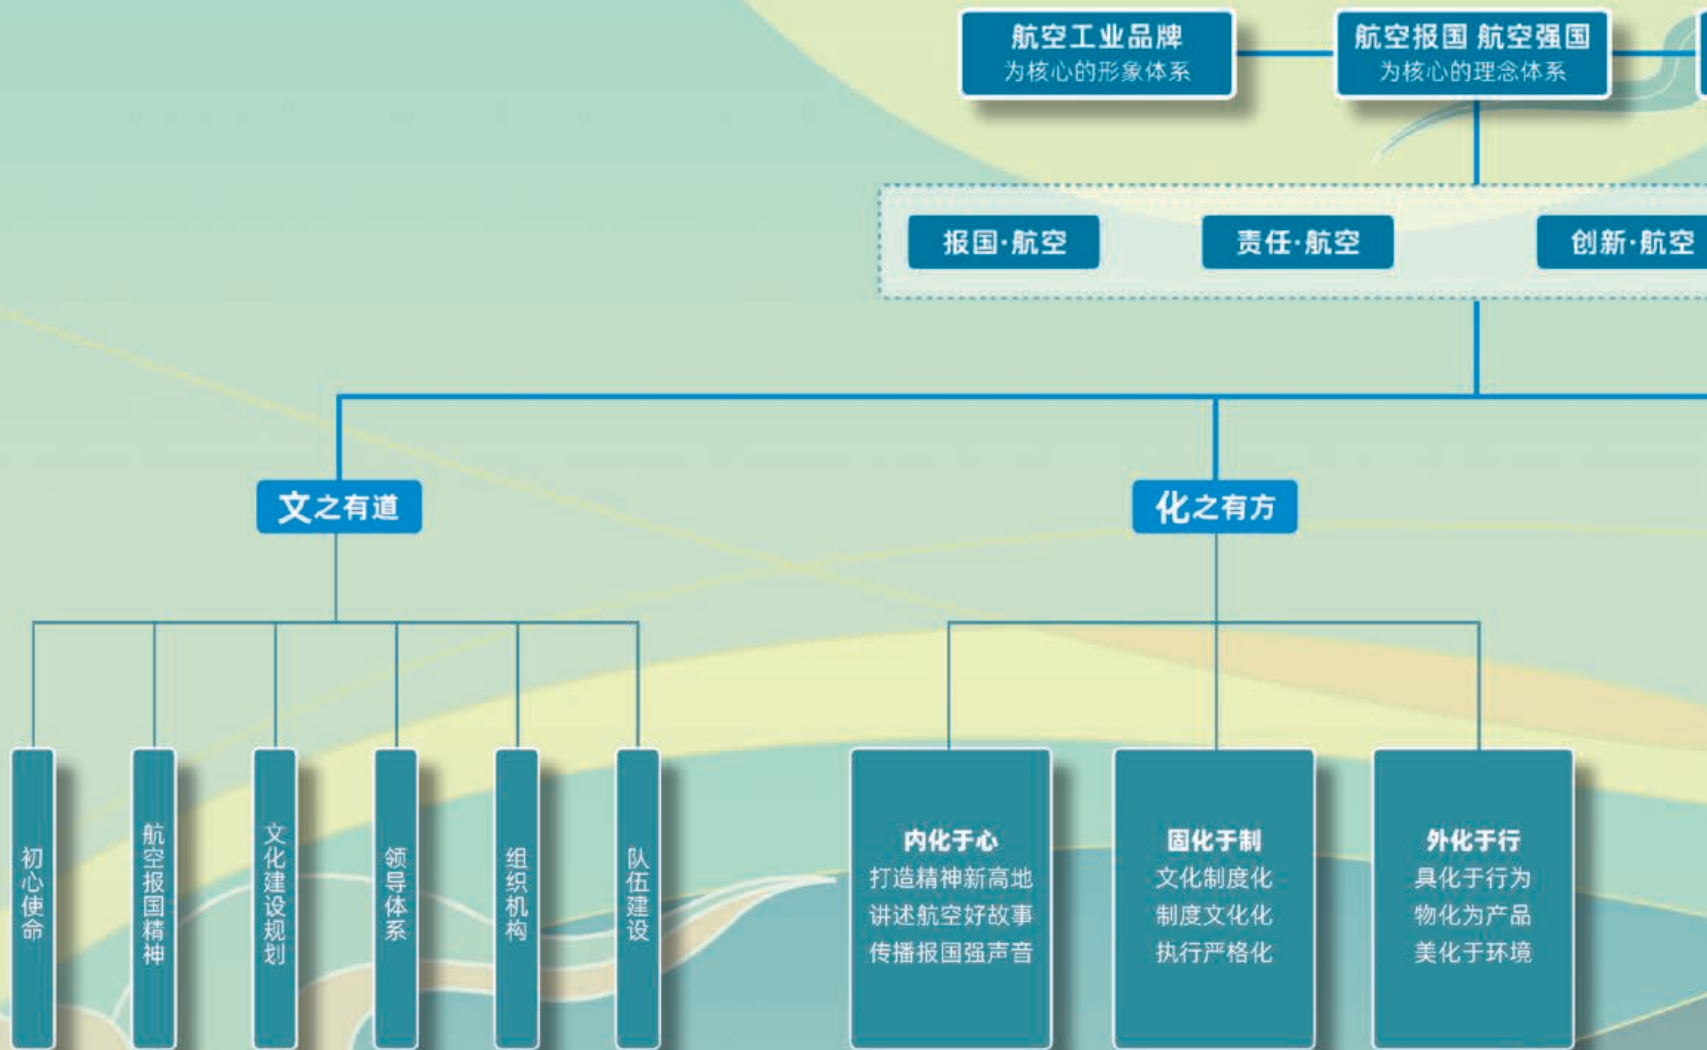 航空工业品牌
为核心的形象体系
航空报国 航空强国
为核心的理念体系
报国·航空
责任·航空
创新·航空
文之有道
化之有方
初心使命
航空报国精神
文化建设规划
领导体系
组织机构
队伍建设
内化于心
打造精神新高地
讲述航空好故事
传播报国强声音
固化于制
文化制度化
制度文化化
执行严格化
外化于行
具化于行为
物化为产品
美化于环境